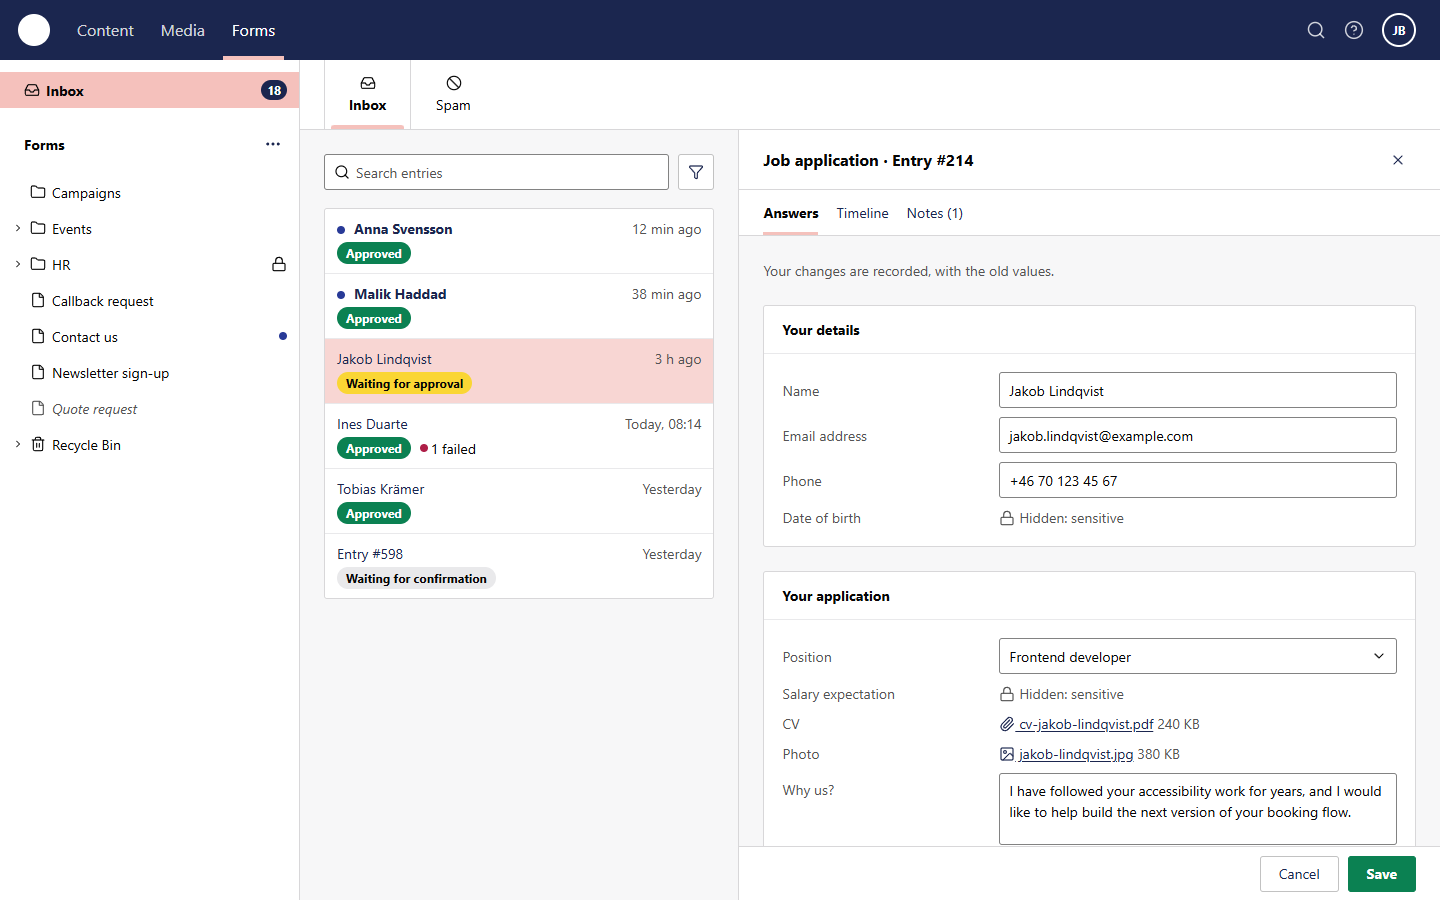 Content
Media
Forms
JB
Inbox
18
Forms
Campaigns
Events
HR
Callback request
Contact us
Newsletter sign-up
Quote request
Recycle Bin
Inbox
Spam
Search entries
Anna Svensson
12 min ago
Approved
Malik Haddad
38 min ago
Approved
Jakob Lindqvist
3 h ago
Waiting for approval
Ines Duarte
Today, 08:14
Approved
1 failed
Tobias Krämer
Yesterday
Approved
Entry #598
Yesterday
Waiting for confirmation
Job application · Entry #214
Answers
Timeline
Notes (1)
Your changes are recorded, with the old values.
Your details
Name
Jakob Lindqvist
Email address
jakob.lindqvist@example.com
Phone
+46 70 123 45 67
Date of birth
Hidden: sensitive
Your application
Position
Frontend developer
Salary expectation
Hidden: sensitive
CV
cv-jakob-lindqvist.pdf 240 KB
Photo
jakob-lindqvist.jpg 380 KB
Why us?
I have followed your accessibility work for years, and I would
like to help build the next version of your booking flow.
Cancel
Save